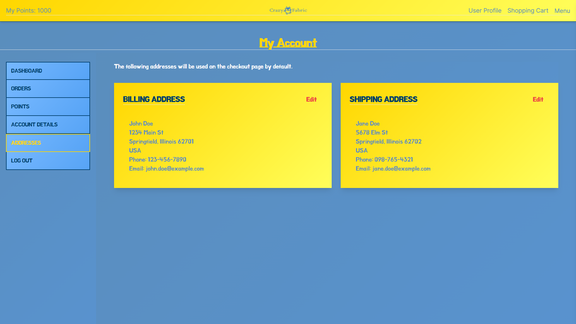 My Points: 1000
Crazy Fabric
User Profile
Shopping Cart
Menu
My Account
DASHBOARD
ORDERS
POINTS
ACCOUNT DETAILS
ADDRESSES
LOG OUT
The following addresses will be used on the checkout page by default.
BILLING ADDRESS
Edit
John Doe
1234 Main St
Springfield, Illinois 62701
USA
Phone: 123-456-7890
Email: john.doe@example.com
SHIPPING ADDRESS
Edit
Jane Doe
5678 Elm St
Springfield, Illinois 62702
USA
Phone: 098-765-4321
Email: jane.doe@example.com